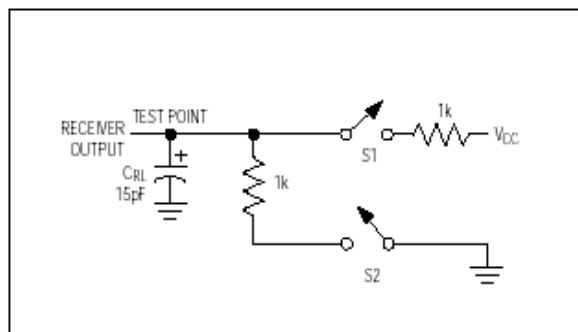 TEST POINT
RECEIVER
OUTPUT
CRL
15pF
1k
S1
1k
VCC
S2